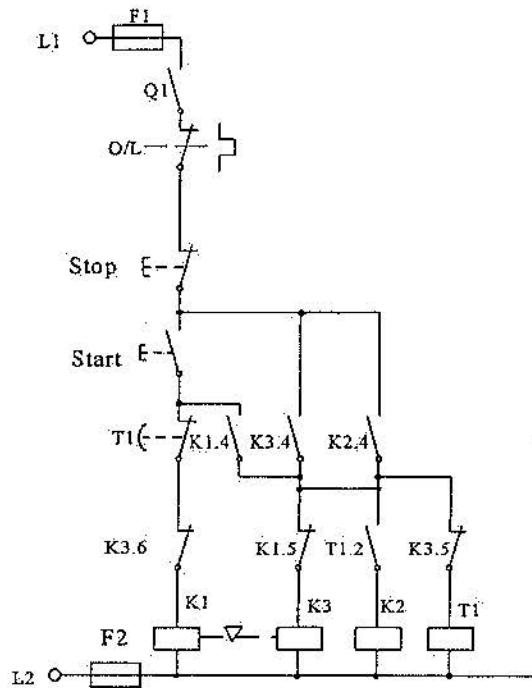 F1
L1
Q1
O/L
Stop
Start
T1 K1.4 K3.4 K2.4
K3.6 K1.5 T1.2 K3.5
K1 K3 K2 T1
F2
L2